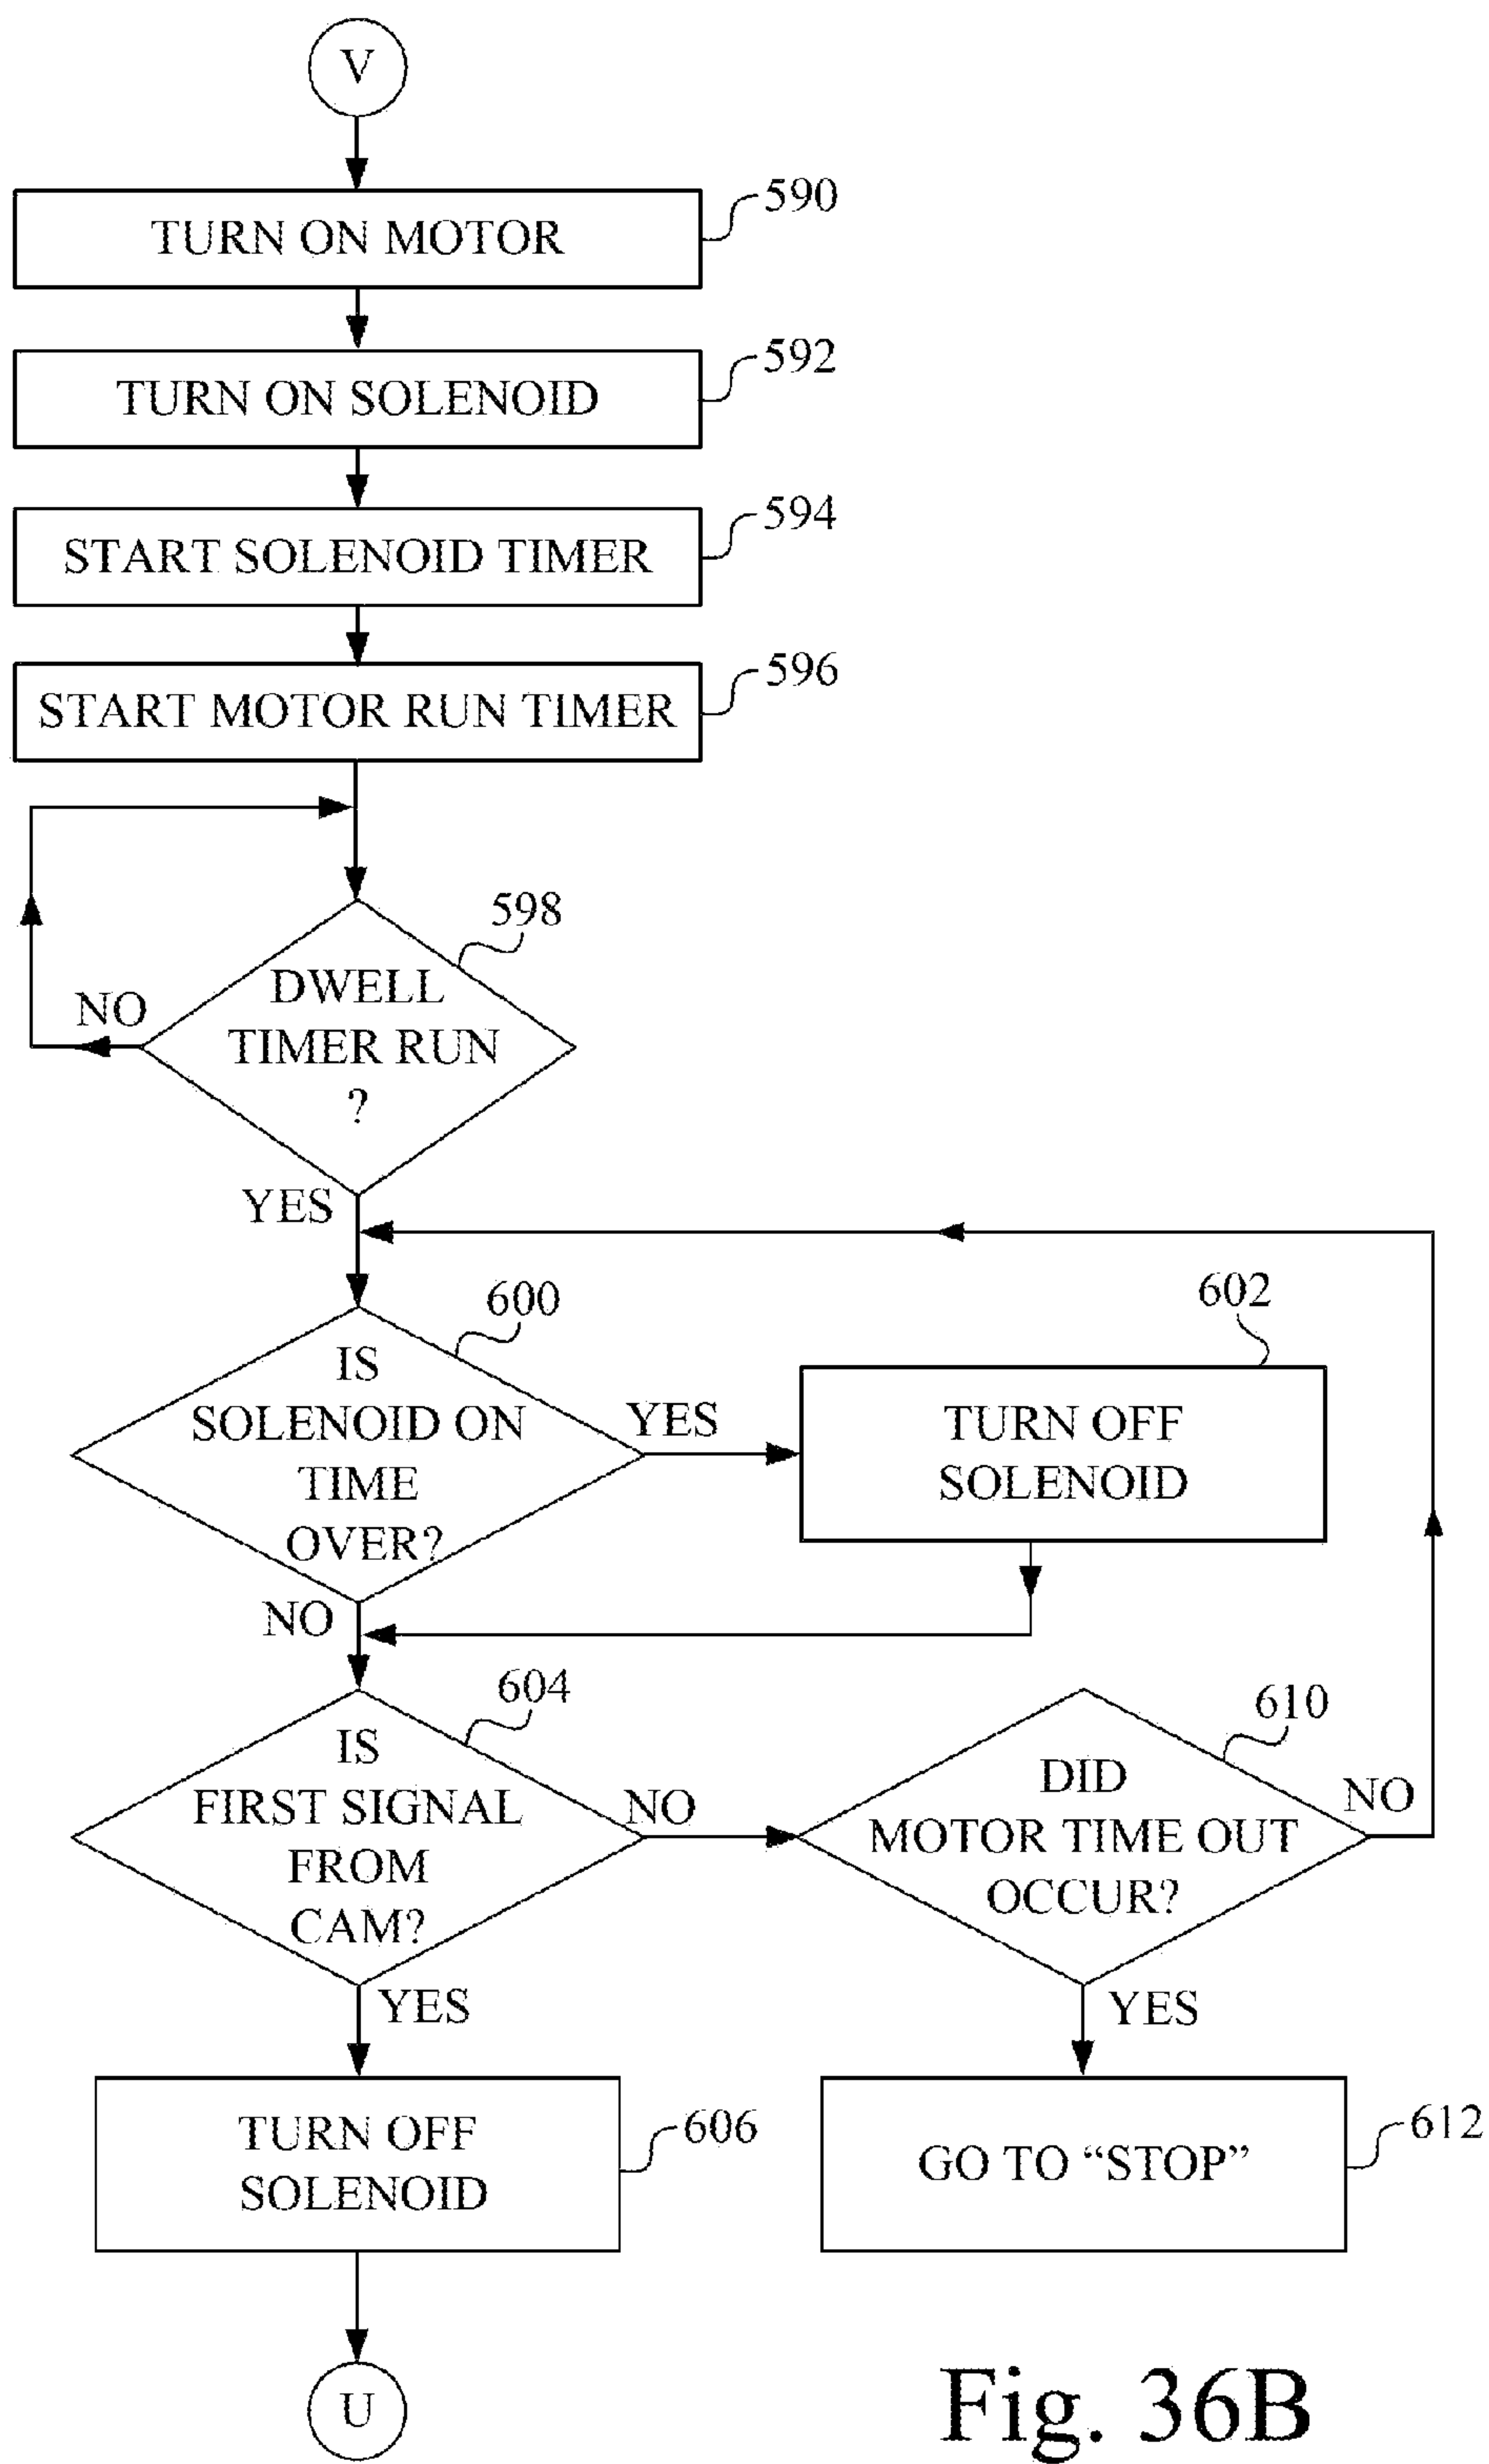 V
TURN ON MOTOR
590
TURN ON SOLENOID
592
START SOLENOID TIMER
594
START MOTOR RUN TIMER
596
598
DWELL
TIMER RUN
?
NO
YES
600
IS
SOLENOID ON
TIME
OVER?
YES
602
TURN OFF
SOLENOID
NO
604
IS
FIRST SIGNAL
FROM
CAM?
NO
610
DID
MOTOR TIME OUT
OCCUR?
NO
YES
YES
TURN OFF
SOLENOID
606
GO TO “STOP”
612
U
Fig. 36B